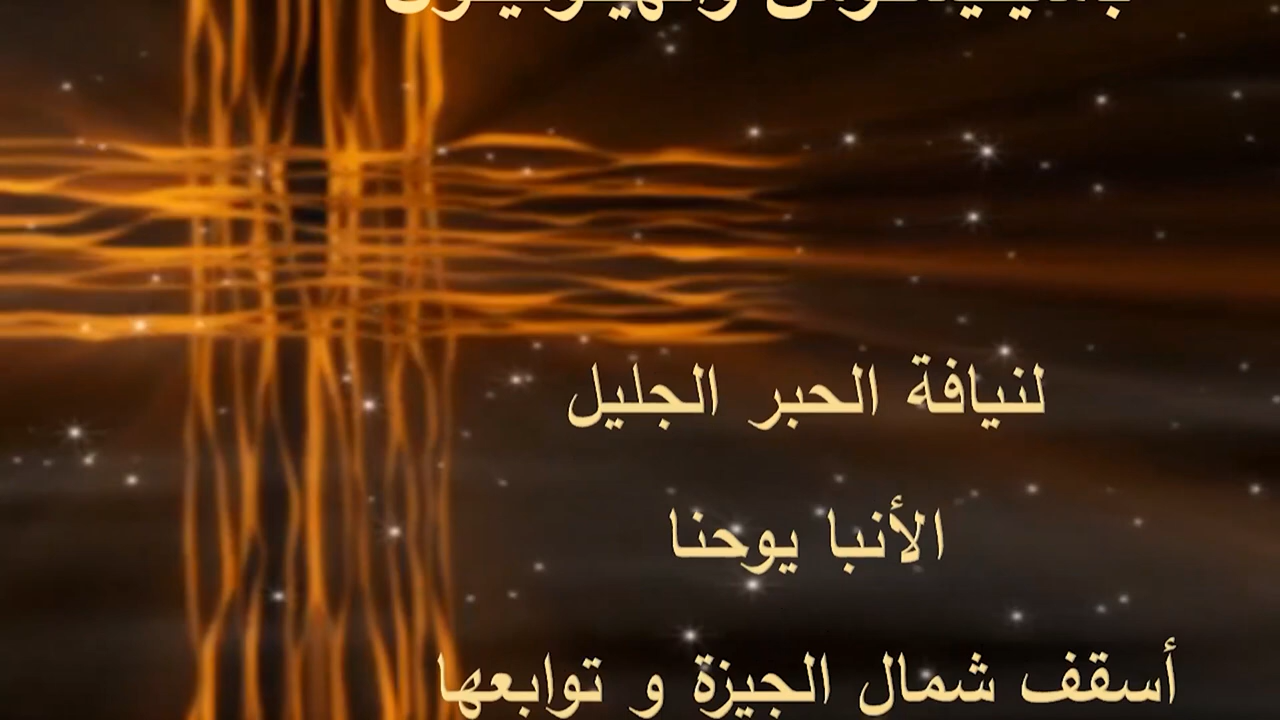 لنيافة الحبر الجليل
الأنبا يوحنا
أسقف شمال الجيزة و توابعها